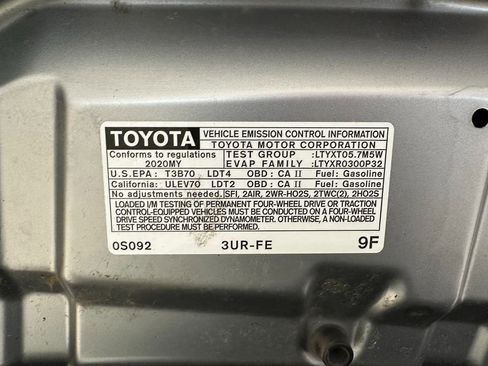 TOYOTA VEHICLE EMISSION CONTROL INFORMATION
TOYOTA MOTOR CORPORATION
Conforms to regulations TEST GROUP :LTYXT05.7M5W
2020MY EVAP FAMILY :LTYXR0300P32
U.S.EPA: T3B70 LDT4 OBD: CA II Fuel: Gasoline
California: ULEV70 LDT2 OBD: CA II Fuel: Gasoline
No adjustments needed. SFI, 2AIR, 2WR-HO2S, 2TWC(2), 2HO2S
LOADED I/M TESTING OF PERMANENT FOUR-WHEEL DRIVE OR TRACTION
CONTROL-EQUIPPED VEHICLES MUST BE CONDUCTED ON A FOUR-WHEEL
DRIVE SPEED SYNCHRONIZED DYNAMOMETER. OTHERWISE, A NON-LOADED
TEST PROCEDURE MUST BE PERFORMED.
0S092 3UR-FE 9F